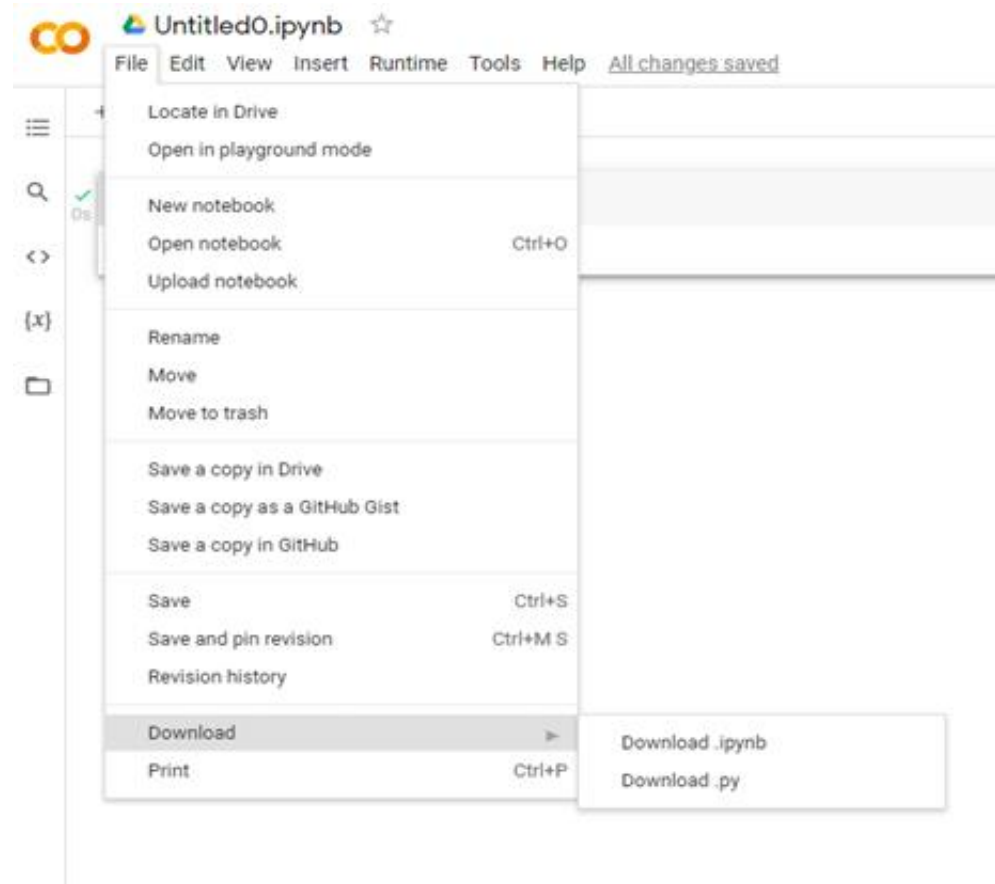 CO
Untitled0.ipynb
File Edit View Insert Runtime Tools Help All changes saved
+
Locate in Drive
Open in playground mode
0s
New notebook
Open notebook Ctrl+O
<>
Upload notebook
{x}
Rename
Move
Move to trash
Save a copy in Drive
Save a copy as a GitHub Gist
Save a copy in GitHub
Save Ctrl+S
Save and pin revision Ctrl+M S
Revision history
Download
Print Ctrl+P
Download .ipynb
Download .py